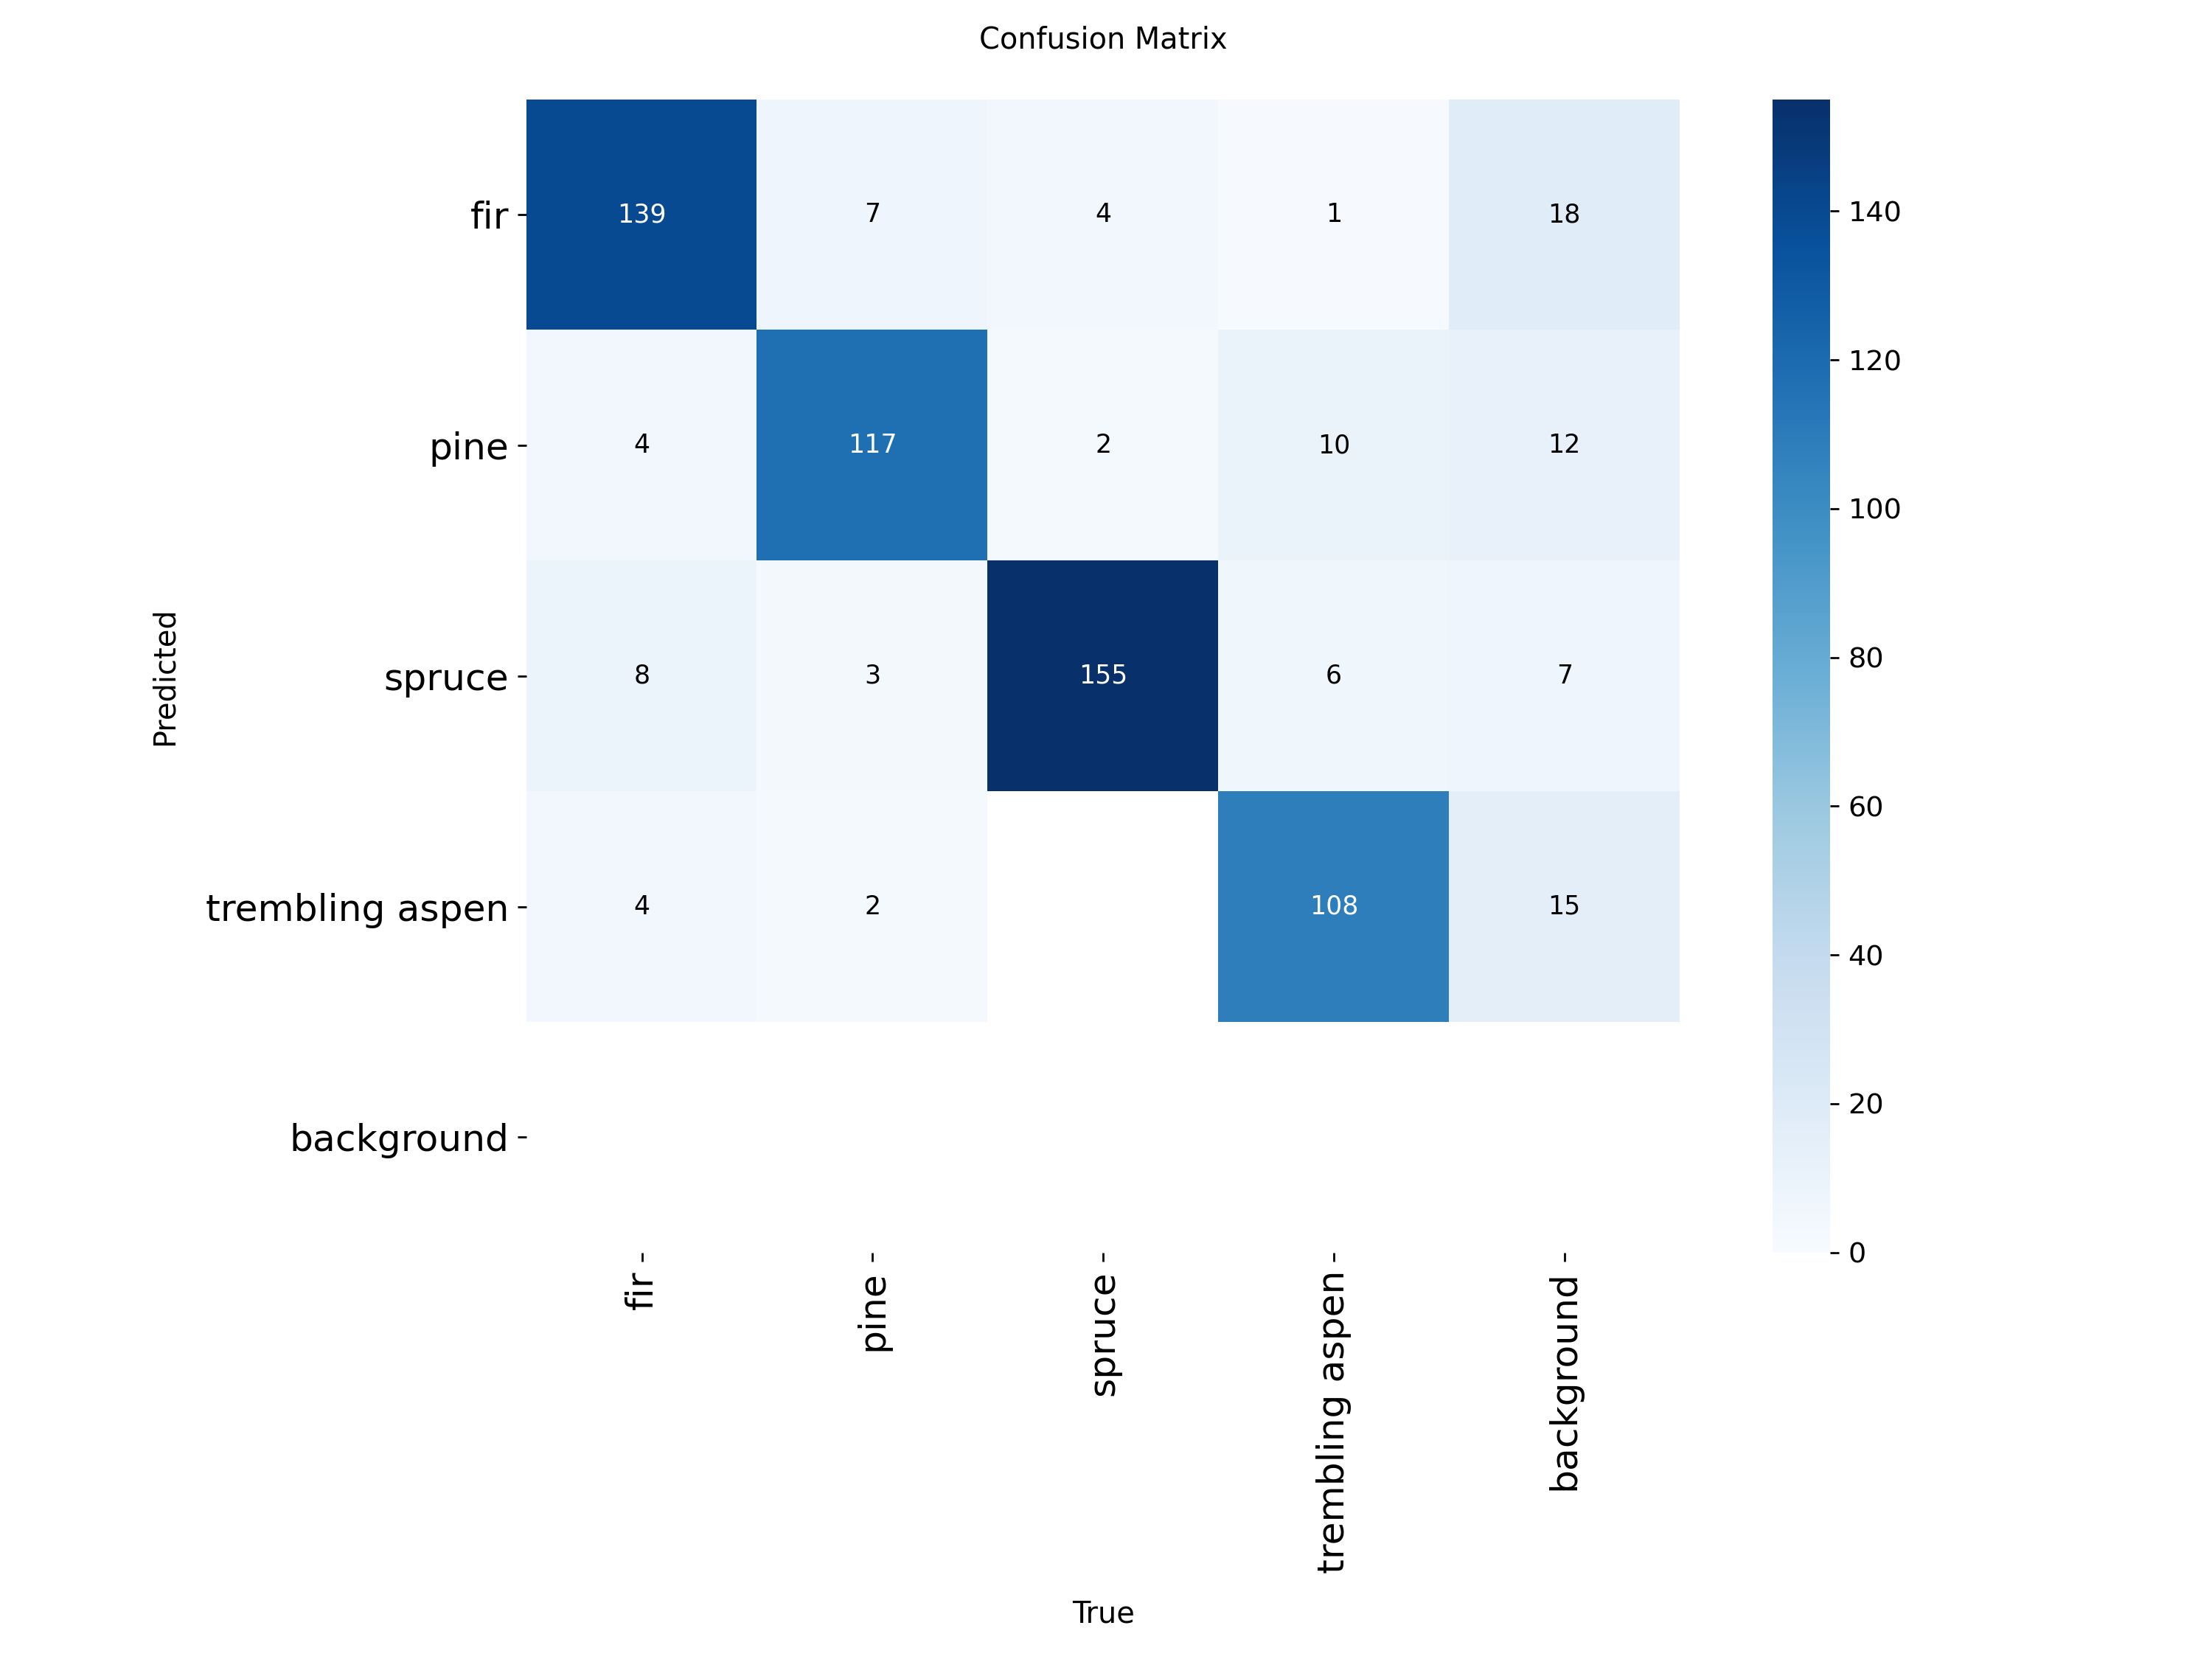 Confusion Matrix
fir
139 7 4 1 18
pine
4 117 2 10 12
spruce
8 3 155 6 7
trembling aspen
4 2 108 15
background
fir
pine
spruce
trembling aspen
background
Predicted
True
140
120
100
80
60
40
20
0